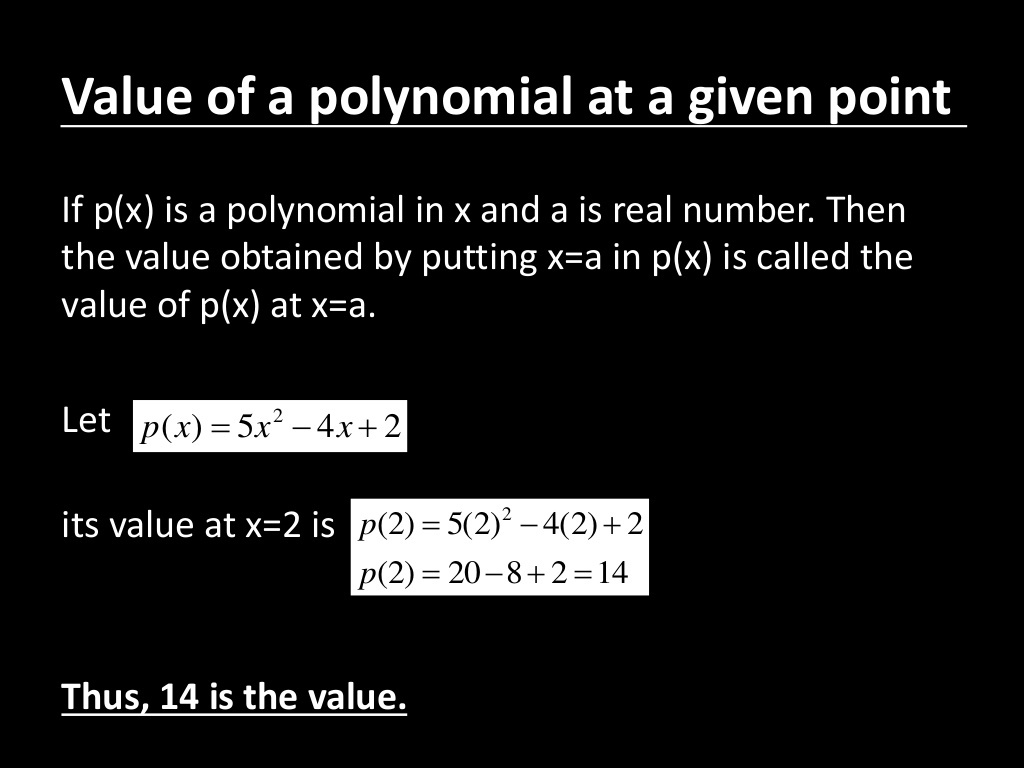 Value of a polynomial at a given point
If p(x) is a polynomial in x and a is real number. Then
the value obtained by putting x=a in p(x) is called the
value of p(x) at x=a.
Let p(x) = 5x² − 4x + 2
its value at x=2 is p(2) = 5(2)² − 4(2) + 2
p(2) = 20 − 8 + 2 = 14
Thus, 14 is the value.